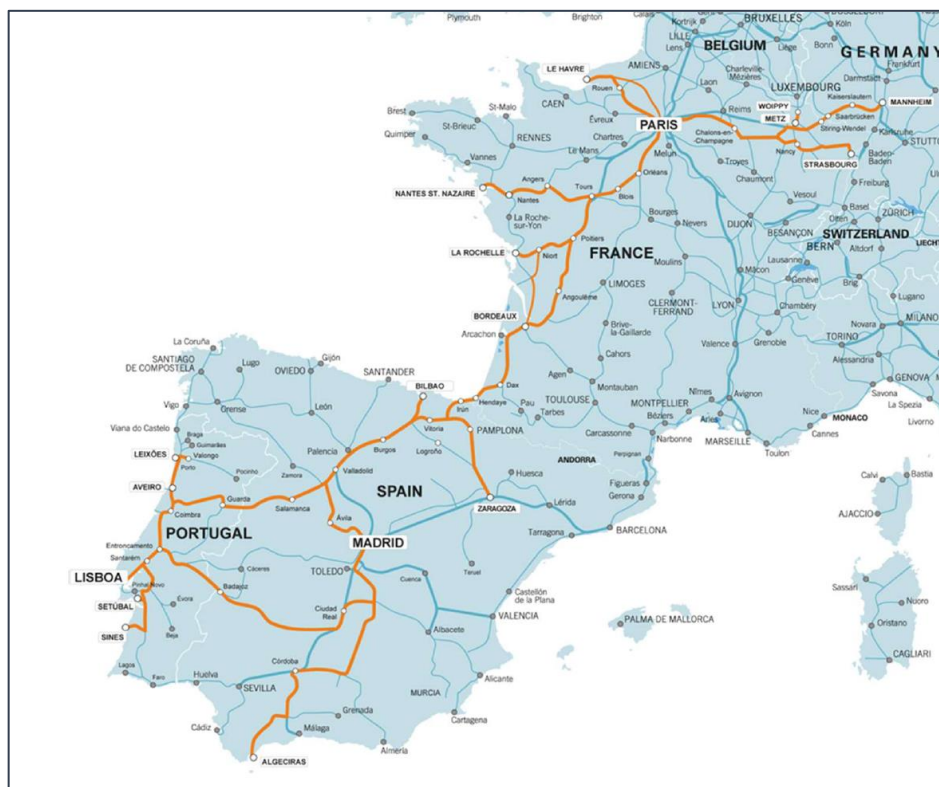 Plymouth
Brighton
Calais
Kortrijk
BRUXELLES
Köln
LILLE
Lens
BELGIUM
Liège
Bonn
GERMANY
Frankfurt
LE HAVRE
AMIENS
Charleville-
Mézières
LUXEMBOURG
Darmstadt
Rouen
Laon
Kaiserslautern
MANNHEIM
CAEN
Reims
WOIPPY
METZ
Saarbrücken
Brest
St-Malo
Évreux
PARIS
Stiring-Wendel
Karlsruhe
St-Brieuc
Chalons-en-
Champagne
STUTT
Quimper
RENNES
Chartres
Melun
Nancy
Baden-
Baden
Vannes
Le Mans
Troyes
STRASBOURG
Orléans
Chaumont
Freiburg
Angers
Tours
Blois
Vesoul
NANTES ST. NAZAIRE
Nantes
Basel
ZÜRICH
La Roche-
sur-Yon
Bourges
Nevers
DIJON
BESANÇON
Olten
SWITZERLAND
Poitiers
BERN
Altdorf
LIECHT
LA ROCHELLE
Niort
FRANCE
Moulins
Lausanne
Mâcon
Genève
Brig
Angoulême
LIMOGES
CLERMONT-
FERRAND
LYON
Chambéry
Lugano
BORDEAUX
Arcachon
Brive-
la-Gaillarde
Valence
Grenoble
Novara
MILANO
TORINO
La Coruña
Cahors
Alessandria
SANTIAGO
DE COMPOSTELA
Lugo
Gijón
OVIEDO
SANTANDER
Dax
Agen
Montauban
GENOVA
BILBAO
Hendaye
Irún
TOULOUSE
MONTPELLIER
Nîmes
Avignon
Savona
La Spezia
Vigo
Orense
León
Pau
Tarbes
Béziers
Arles
Nice
MONACO
Livorno
Viana do Castelo
Vitoria
PAMPLONA
Carcassonne
Narbonne
MARSEILLE
Cannes
Toulon
Braga
Guimarães
Palencia
Burgos
Logroño
ANDORRA
Perpignan
LEIXÕES
Valongo
Porto
Pocinho
Zamora
Valladolid
Huesca
Figueras
Gerona
Calvi
Bastia
AVEIRO
Guarda
Salamanca
SPAIN
ZARAGOZA
Lérida
AJACCIO
Coimbra
Ávila
Tarragona
BARCELONA
PORTUGAL
MADRID
Entroncamento
Santarém
Cáceres
TOLEDO
Cuenca
Teruel
LISBOA
Pinhal Novo
Badajoz
Castellón
de la Plana
Sassari
SETÚBAL
Évora
Ciudad
Real
VALENCIA
PALMA DE MALLORCA
Nuoro
SINES
Beja
Albacete
Oristano
Córdoba
CAGLIARI
Lagos
Faro
Huelva
SEVILLA
MURCIA
Alicante
Cádiz
Granada
Cartagena
Málaga
Almería
ALGECIRAS